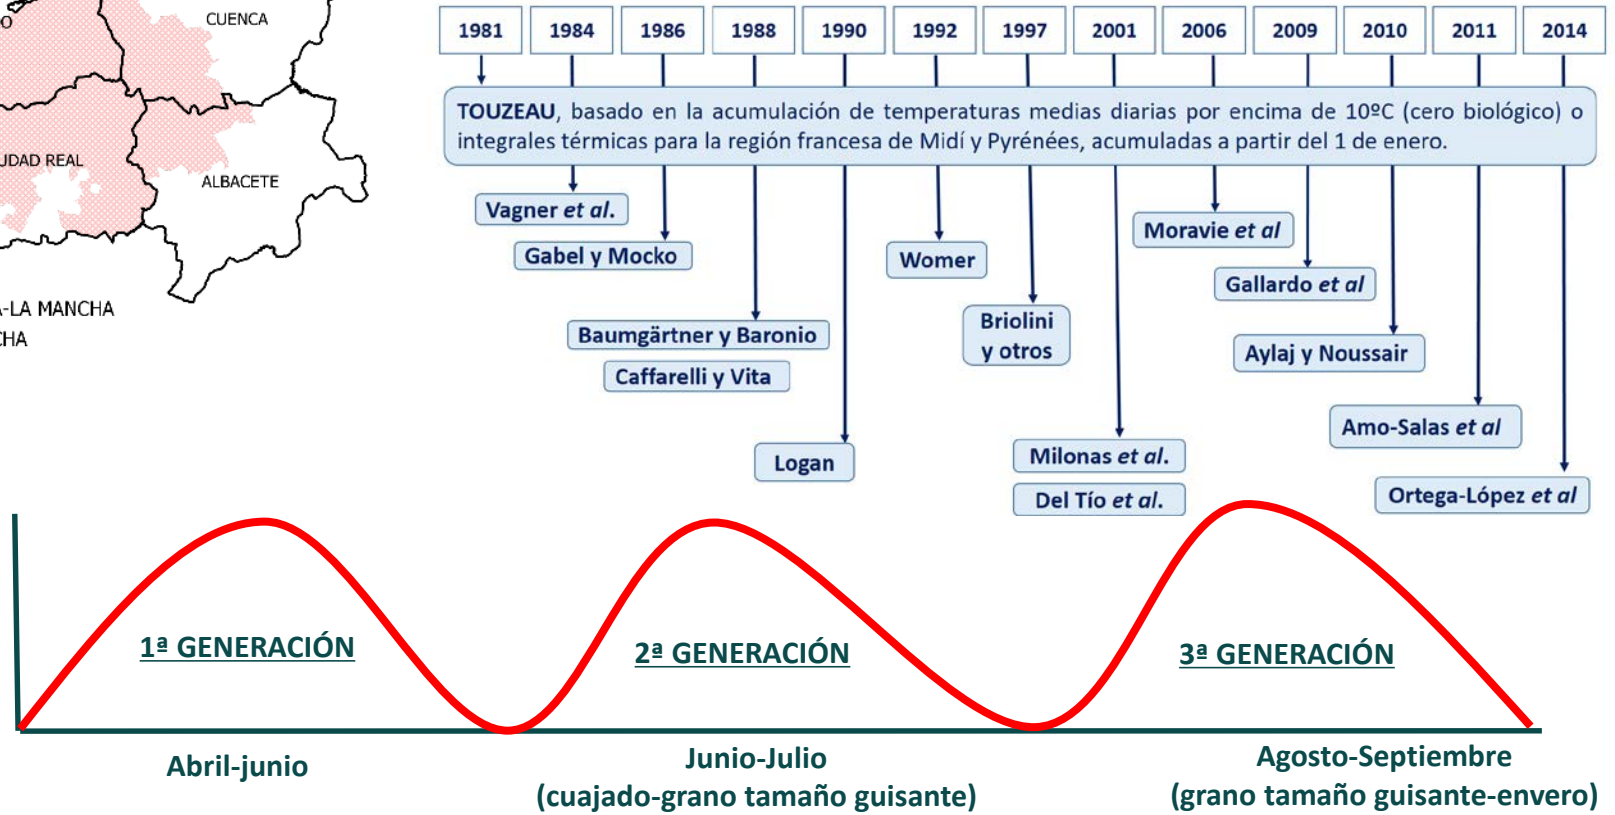 CUENCA
UDAD REAL
ALBACETE
A-LA MANCHA
CHA
1981 1984 1986 1988 1990 1992 1997 2001 2006 2009 2010 2011 2014
TOUZEAU, basado en la acumulación de temperaturas medias diarias por encima de 10ºC (cero biológico) o
integrales térmicas para la región francesa de Midí y Pyrénées, acumuladas a partir del 1 de enero.
Vagner et al.
Gabel y Mocko
Baumgärtner y Baronio
Caffarelli y Vita
Logan
Womer
Briolini
y otros
Milonas et al.
Del Tío et al.
Moravie et al
Gallardo et al
Aylaj y Noussair
Amo-Salas et al
Ortega-López et al
1ª GENERACIÓN
2ª GENERACIÓN
3ª GENERACIÓN
Abril-junio
Junio-Julio
(cuajado-grano tamaño guisante)
Agosto-Septiembre
(grano tamaño guisante-envero)